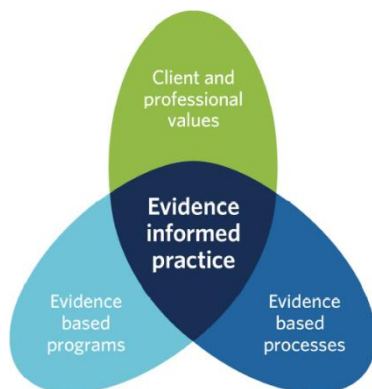 Client and
professional
values
Evidence
informed
practice
Evidence
based
programs
Evidence
based
processes